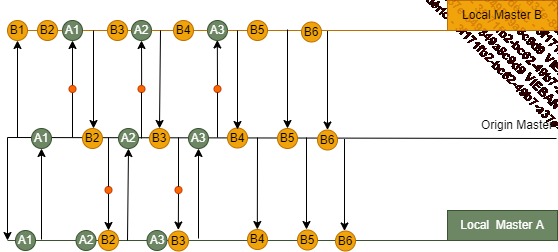 B1 B2 A1 B3 A2 B4 A3 B5 B6 Local Master B
A1 B2 A2 B3 A3 B4 B5 B6 Origin Master
A1 A2 B2 A3 B3 B4 B5 B6 Local Master A